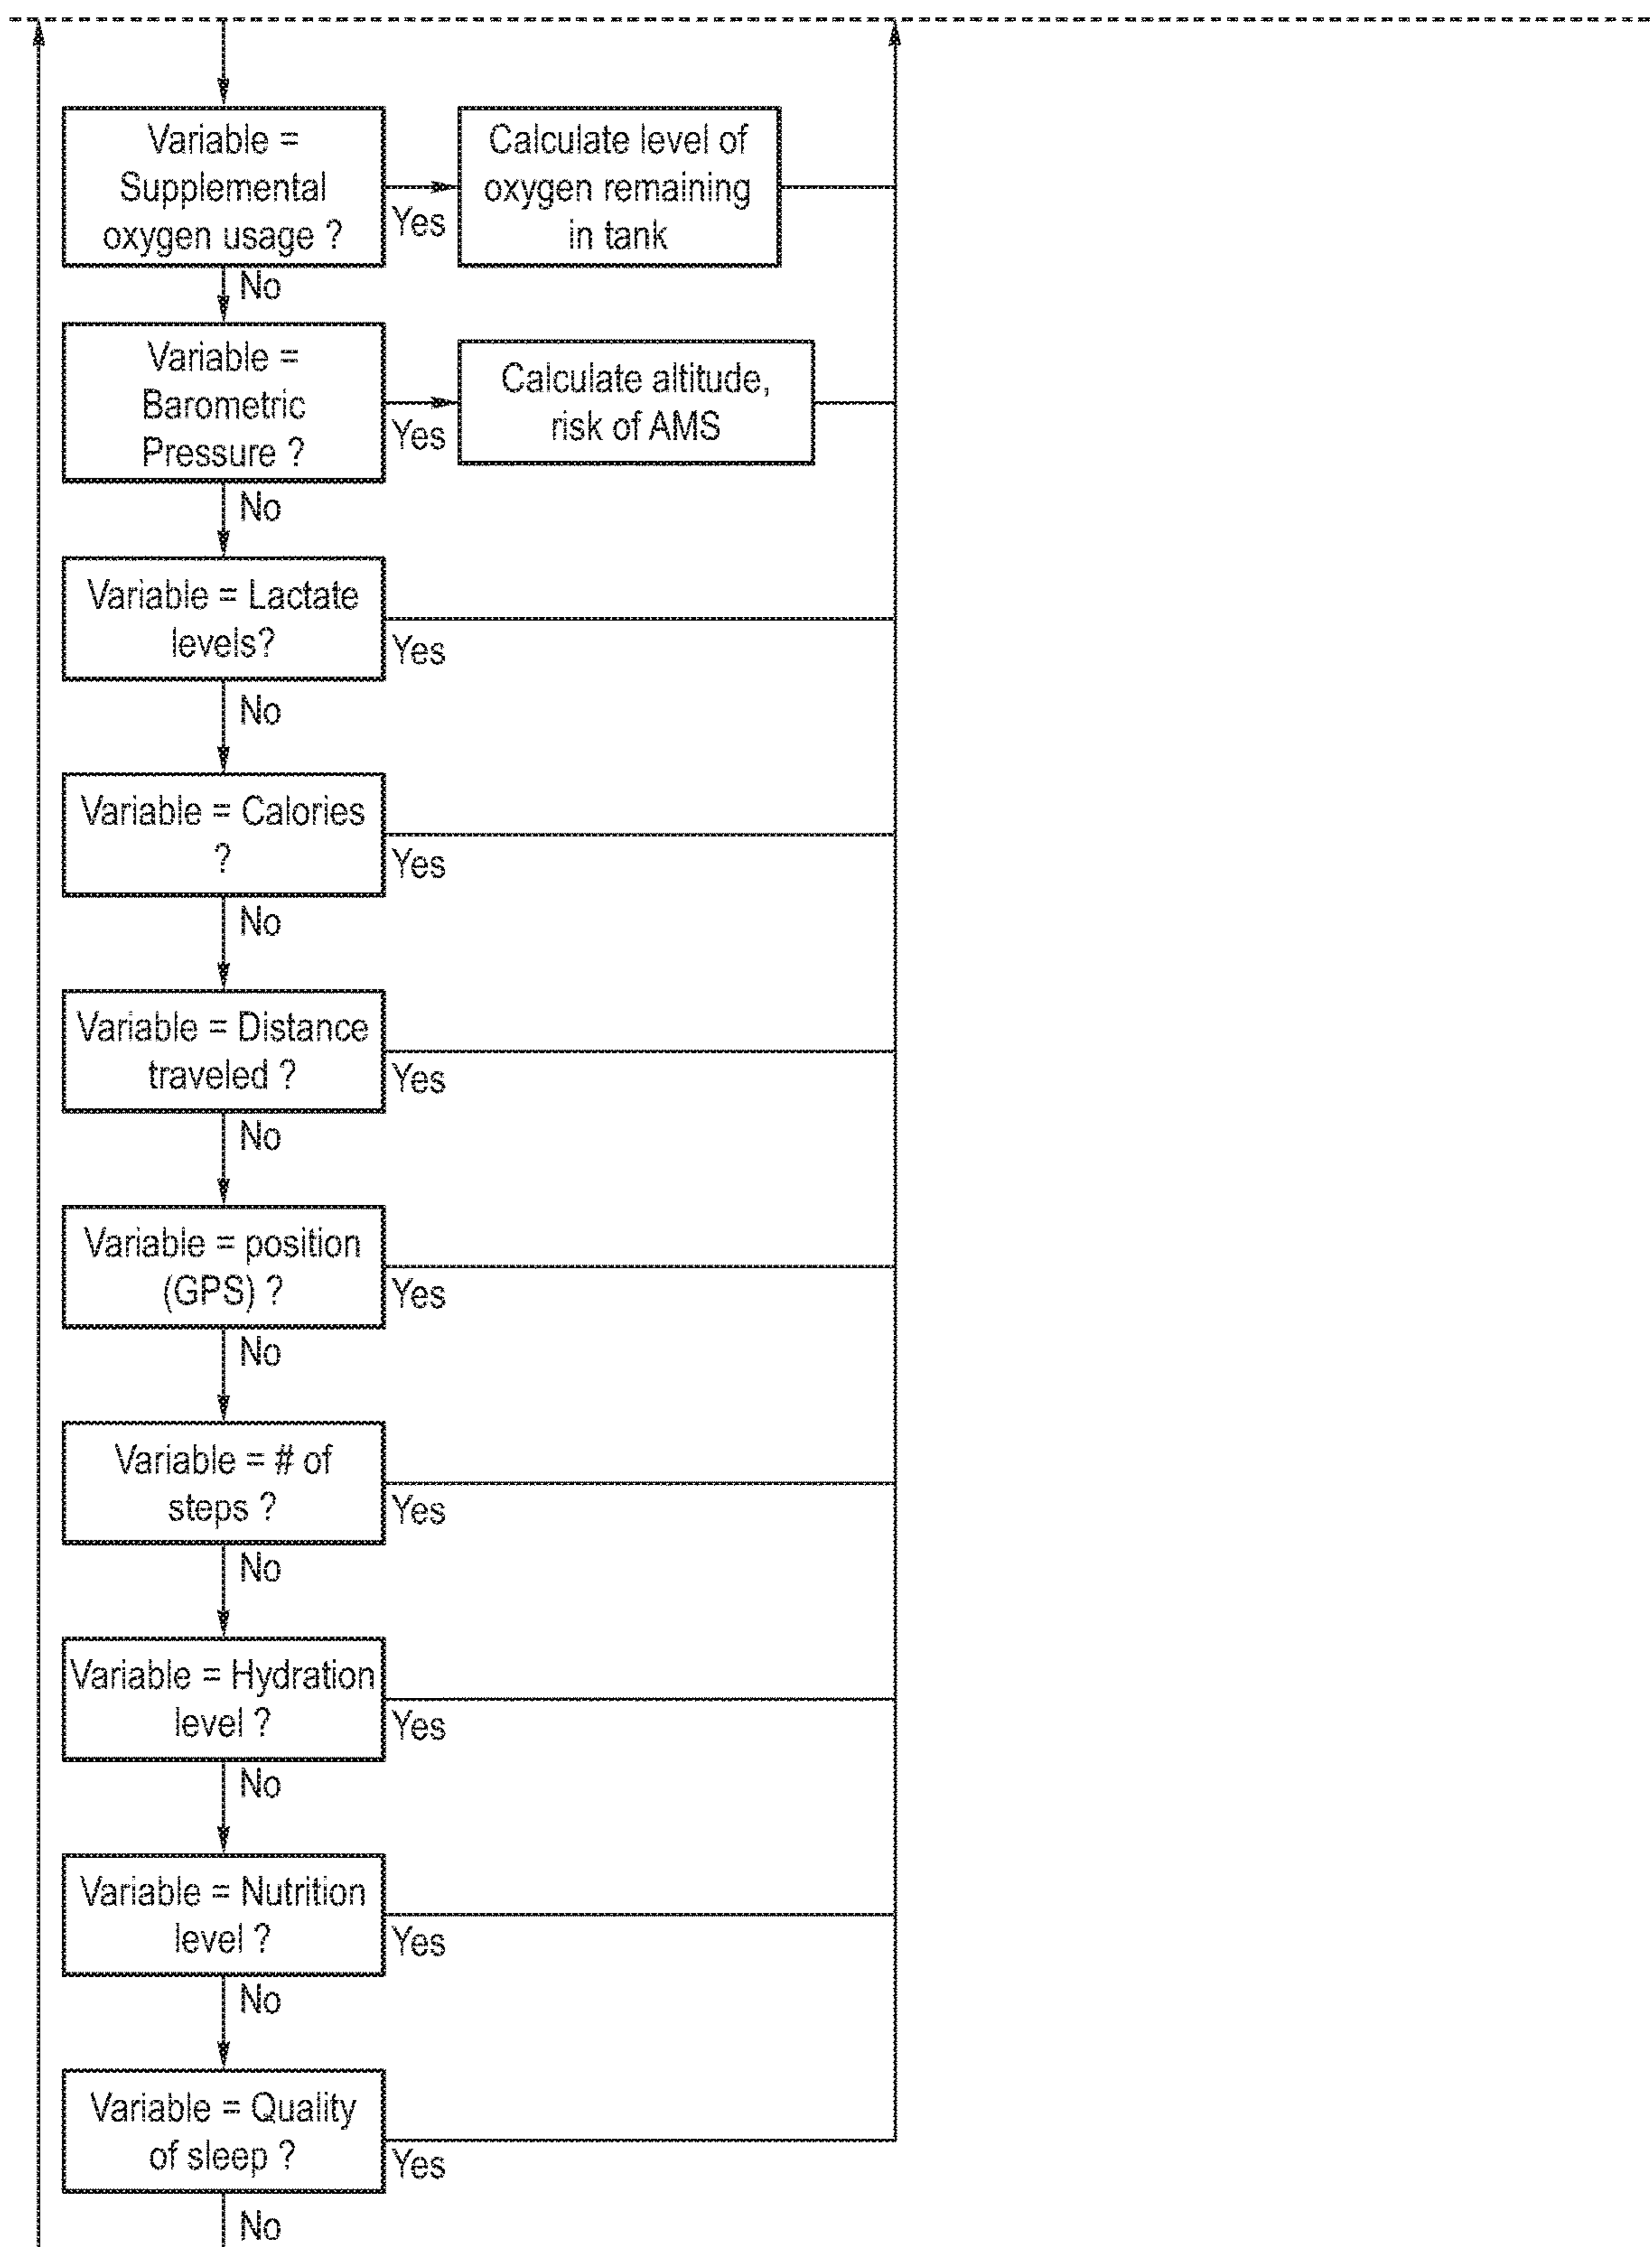 Variable =
Supplemental
oxygen usage ?
Yes
Calculate level of
oxygen remaining
in tank
No
Variable =
Barometric
Pressure ?
Yes
Calculate altitude,
risk of AMS
No
Variable = Lactate
levels?
Yes
No
Variable = Calories
?
Yes
No
Variable = Distance
traveled ?
Yes
No
Variable = position
(GPS) ?
Yes
No
Variable = # of
steps ?
Yes
No
Variable = Hydration
level ?
Yes
No
Variable = Nutrition
level ?
Yes
No
Variable = Quality
of sleep ?
Yes
No